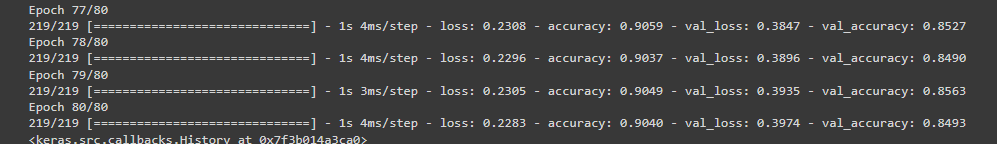 Epoch 77/80
219/219 [==============================] - 1s 4ms/step - loss: 0.2308 - accuracy: 0.9059 - val_loss: 0.3847 - val_accuracy: 0.8527
Epoch 78/80
219/219 [==============================] - 1s 4ms/step - loss: 0.2296 - accuracy: 0.9037 - val_loss: 0.3896 - val_accuracy: 0.8490
Epoch 79/80
219/219 [==============================] - 1s 3ms/step - loss: 0.2305 - accuracy: 0.9049 - val_loss: 0.3935 - val_accuracy: 0.8563
Epoch 80/80
219/219 [==============================] - 1s 4ms/step - loss: 0.2283 - accuracy: 0.9040 - val_loss: 0.3974 - val_accuracy: 0.8493
<keras.src.callbacks.History at 0x7f3b014a3ca0>